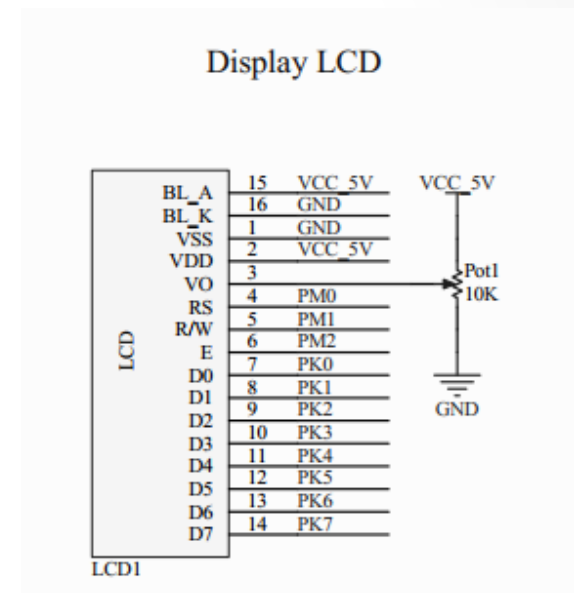 Display LCD
BL_A 15 VCC_5V VCC_5V
BL_K 16 GND
VSS 1 GND
VDD 2 VCC_5V
VO 3 Pot1
10K
RS 4 PM0
R/W 5 PM1
E 6 PM2
D0 7 PK0
D1 8 PK1
D2 9 PK2 GND
D3 10 PK3
D4 11 PK4
D5 12 PK5
D6 13 PK6
D7 14 PK7
LCD
LCD1